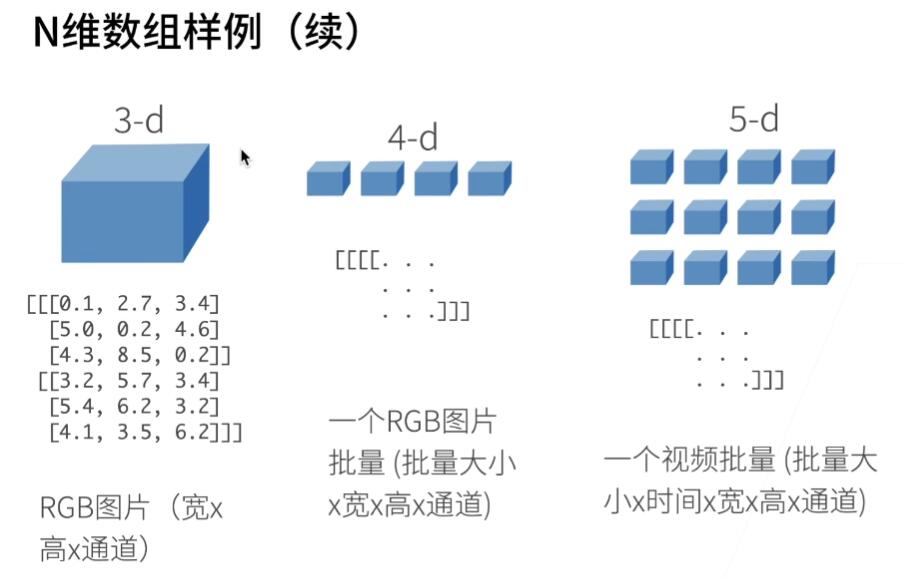 N维数组样例（续）
3-d
[[[0.1, 2.7, 3.4]
[5.0, 0.2, 4.6]
[4.3, 8.5, 0.2]]
[[3.2, 5.7, 3.4]
[5.4, 6.2, 3.2]
[4.1, 3.5, 6.2]]]
RGB图片（宽x
高x通道）
4-d
[[[[. . .
. . .
. . .]]]
一个RGB图片
批量 (批量大小
x宽x高x通道)
5-d
[[[[. . .
. . .
. . .]]]
一个视频批量 (批量大
小x时间x宽x高x通道)